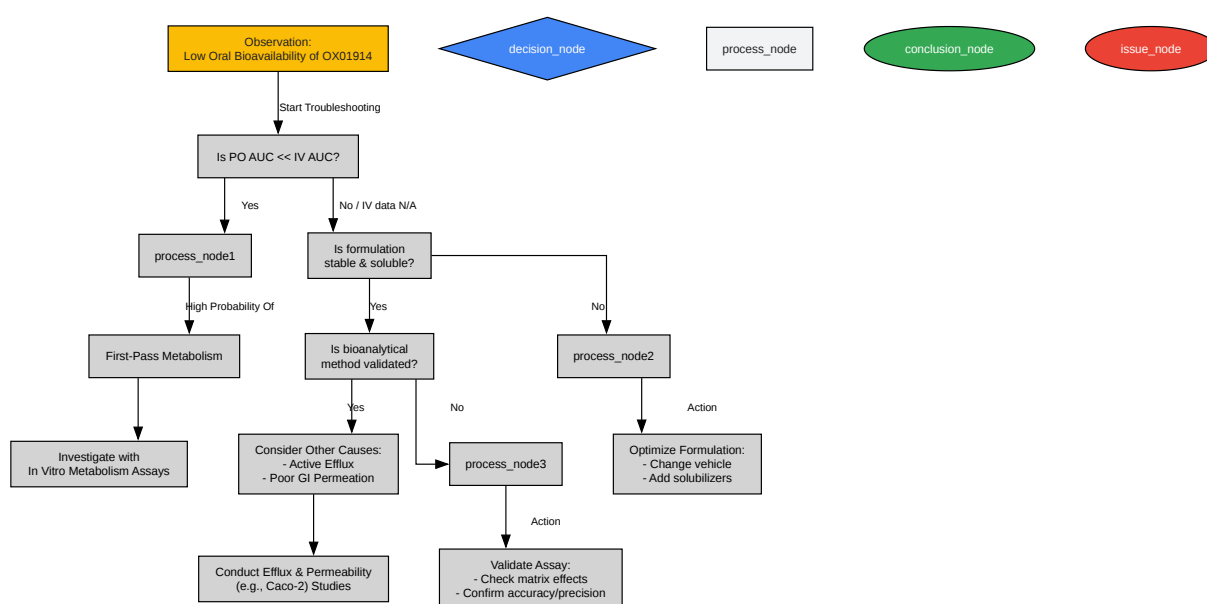 Observation:
Low Oral Bioavailability of OX01914
decision_node
process_node
conclusion_node
issue_node
Start Troubleshooting
Is PO AUC << IV AUC?
Yes
No / IV data N/A
process_node1
Is formulation
stable & soluble?
High Probability Of
Yes
No
First-Pass Metabolism
Is bioanalytical
method validated?
process_node2
Yes
No
Action
Investigate with
In Vitro Metabolism Assays
Consider Other Causes:
- Active Efflux
- Poor GI Permeation
process_node3
Optimize Formulation:
- Change vehicle
- Add solubilizers
Action
Conduct Efflux & Permeability
(e.g., Caco-2) Studies
Validate Assay:
- Check matrix effects
- Confirm accuracy/precision